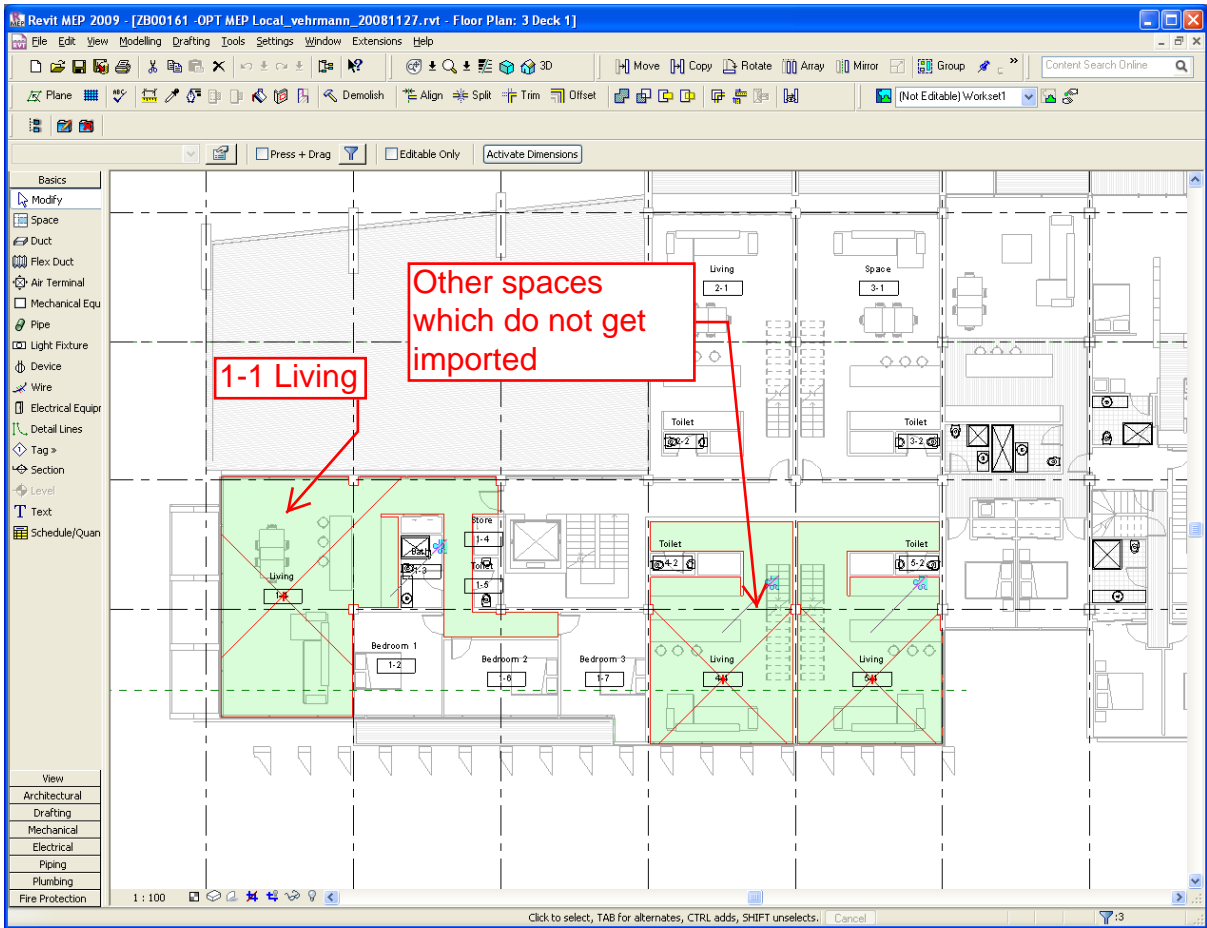 Revit MEP 2009 - [ZB00161 -OPT MEP Local_vehrmann_20081127.rvt - Floor Plan: 3 Deck 1]
File Edit View Modelling Drafting Tools Settings Window Extensions Help
3D Move Copy Rotate Array Mirror Group » Content Search Online
Plane Demolish Align Split Trim Offset (Not Editable) Workset1
Press + Drag Editable Only Activate Dimensions
Basics
Modify
Space
Duct
Flex Duct
Air Terminal
Mechanical Equ
Pipe
Light Fixture
Device
Wire
Electrical Equipr
Detail Lines
Tag »
Section
Level
Text
Schedule/Quan
View
Architectural
Drafting
Mechanical
Electrical
Piping
Plumbing
Fire Protection
Living
2-1
Space
3-1
Other spaces
which do not get
imported
1-1 Living
Toilet
2-2
Toilet
3-2
Store
1-4
Toilet
1-5
Bath
1-3
Living
Toilet
4-2
Toilet
5-2
Bedroom 1
1-2
Bedroom 2
1-6
Bedroom 3
1-7
Living
Living
1 : 100
Click to select, TAB for alternates, CTRL adds, SHIFT unselects. Cancel :3